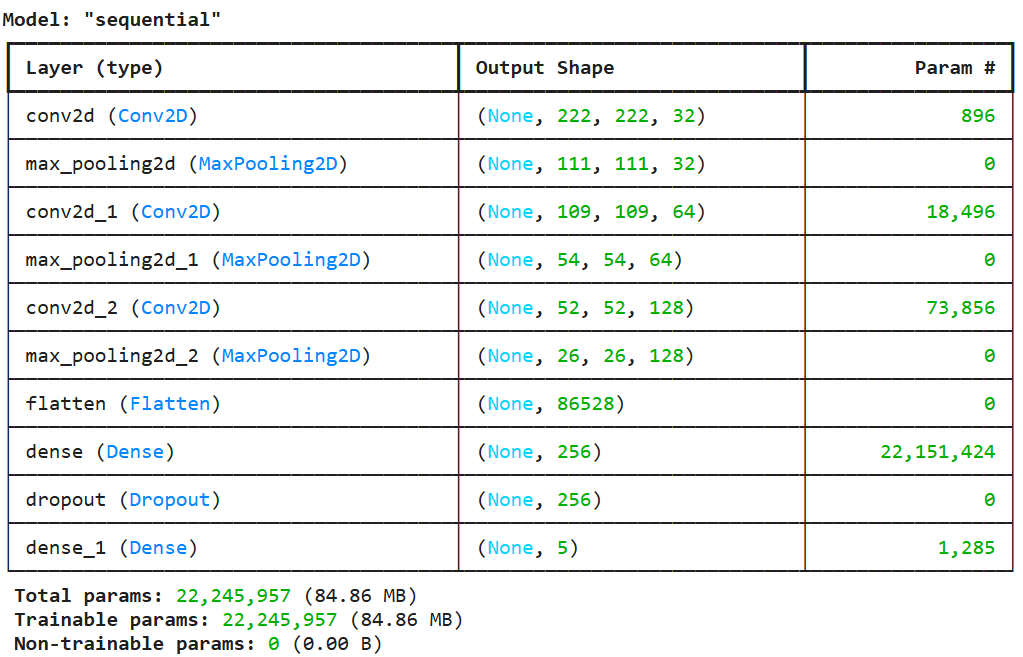 Model: "sequential"
Layer (type) Output Shape Param #
conv2d (Conv2D) (None, 222, 222, 32) 896
max_pooling2d (MaxPooling2D) (None, 111, 111, 32) 0
conv2d_1 (Conv2D) (None, 109, 109, 64) 18,496
max_pooling2d_1 (MaxPooling2D) (None, 54, 54, 64) 0
conv2d_2 (Conv2D) (None, 52, 52, 128) 73,856
max_pooling2d_2 (MaxPooling2D) (None, 26, 26, 128) 0
flatten (Flatten) (None, 86528) 0
dense (Dense) (None, 256) 22,151,424
dropout (Dropout) (None, 256) 0
dense_1 (Dense) (None, 5) 1,285
Total params: 22,245,957 (84.86 MB)
Trainable params: 22,245,957 (84.86 MB)
Non-trainable params: 0 (0.00 B)